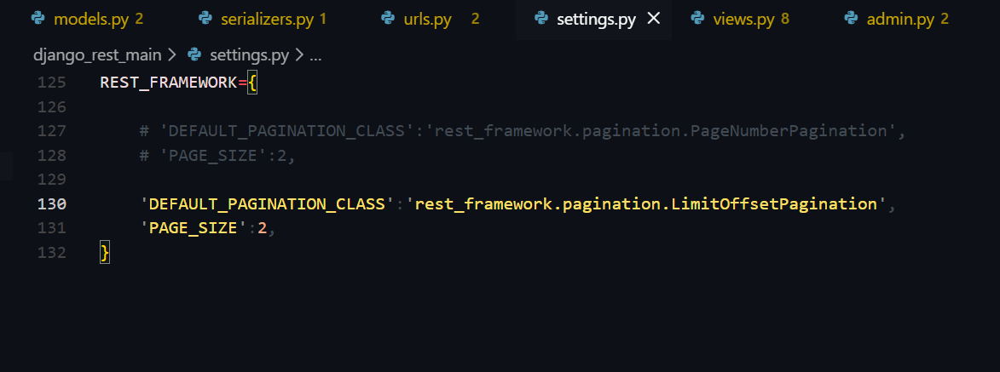 models.py 2 serializers.py 1 urls.py 2 settings.py views.py 8 admin.py 2
django_rest_main > settings.py > ...
125 REST_FRAMEWORK={
126
127 # 'DEFAULT_PAGINATION_CLASS':'rest_framework.pagination.PageNumberPagination',
128 # 'PAGE_SIZE':2,
129
130 'DEFAULT_PAGINATION_CLASS':'rest_framework.pagination.LimitOffsetPagination',
131 'PAGE_SIZE':2,
132 }